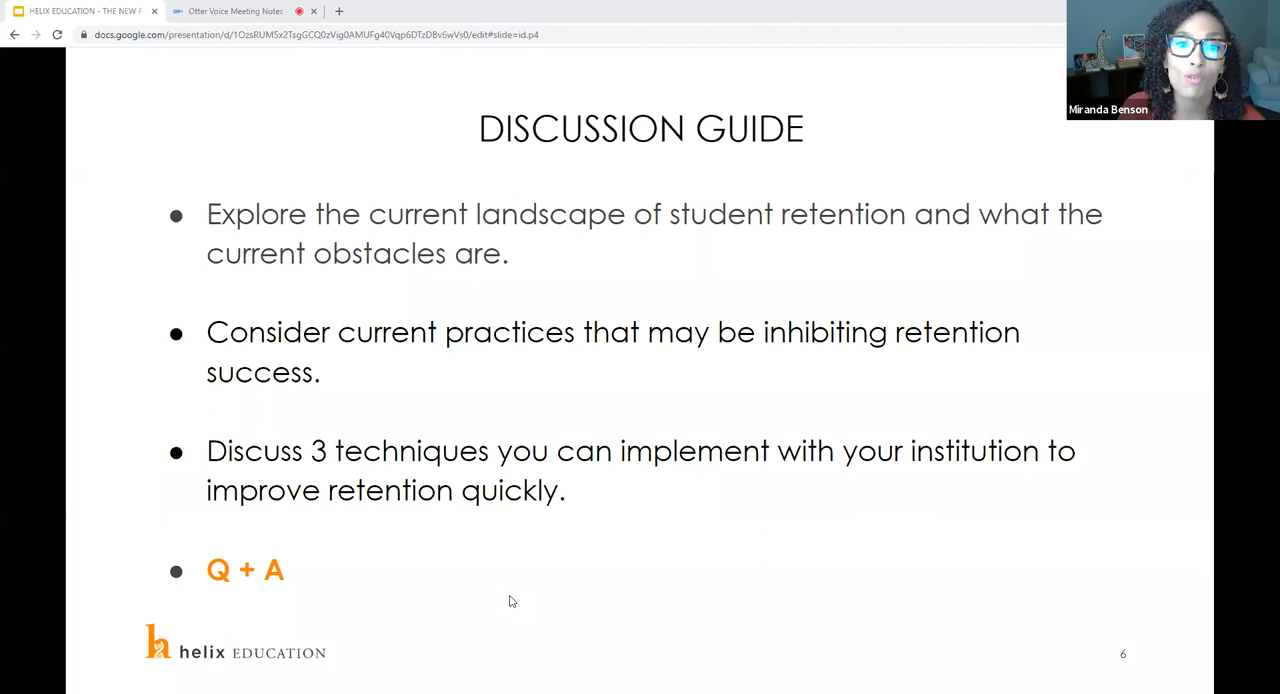 HELIX EDUCATION - THE NEW F
Otter Voice Meeting Notes
docs.google.com/presentation/d/1OzsRUM5x2TsgGCQ0zVig0AMUFg40Vqp6DTzDBv6wVs0/edit#slide=id.p4
Miranda Benson
DISCUSSION GUIDE
● Explore the current landscape of student retention and what the
current obstacles are.
● Consider current practices that may be inhibiting retention
success.
● Discuss 3 techniques you can implement with your institution to
improve retention quickly.
● Q + A
h helix EDUCATION
6